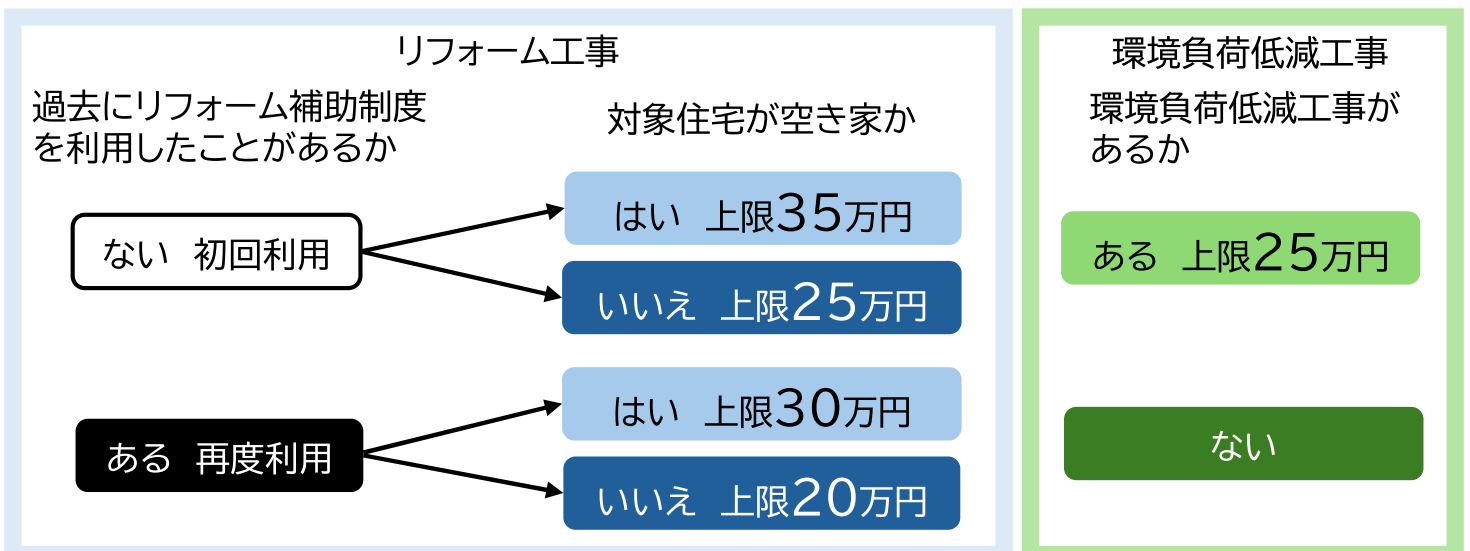 リフォーム工事
過去にリフォーム補助制度
を利用したことがあるか
対象住宅が空き家か
ない 初回利用
はい 上限35万円
いいえ 上限25万円
ある 再度利用
はい 上限30万円
いいえ 上限20万円
環境負荷低減工事
環境負荷低減工事が
あるか
ある 上限25万円
ない